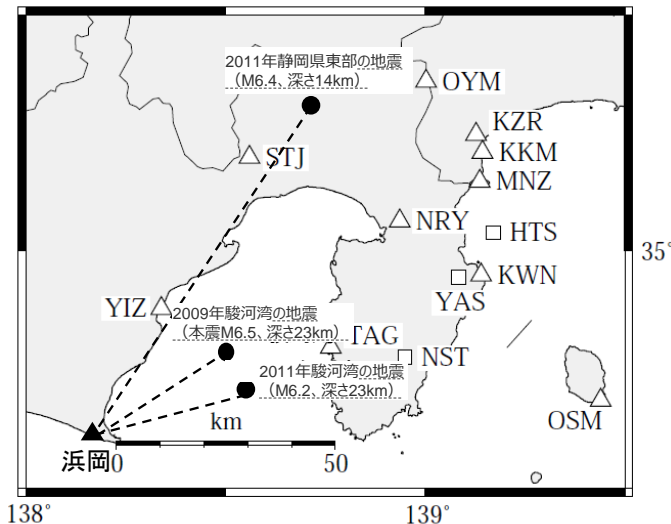 2011年静岡県東部の地震
（M6.4、深さ14km）
OYM
KZR
KKM
STJ
MNZ
NRY
HTS
35°
KWN
YAS
YIZ
2009年駿河湾の地震
（本震M6.5、深さ23km）
TAG
NST
2011年駿河湾の地震
（M6.2、深さ23km）
OSM
km
浜岡
0
50
138°
139°